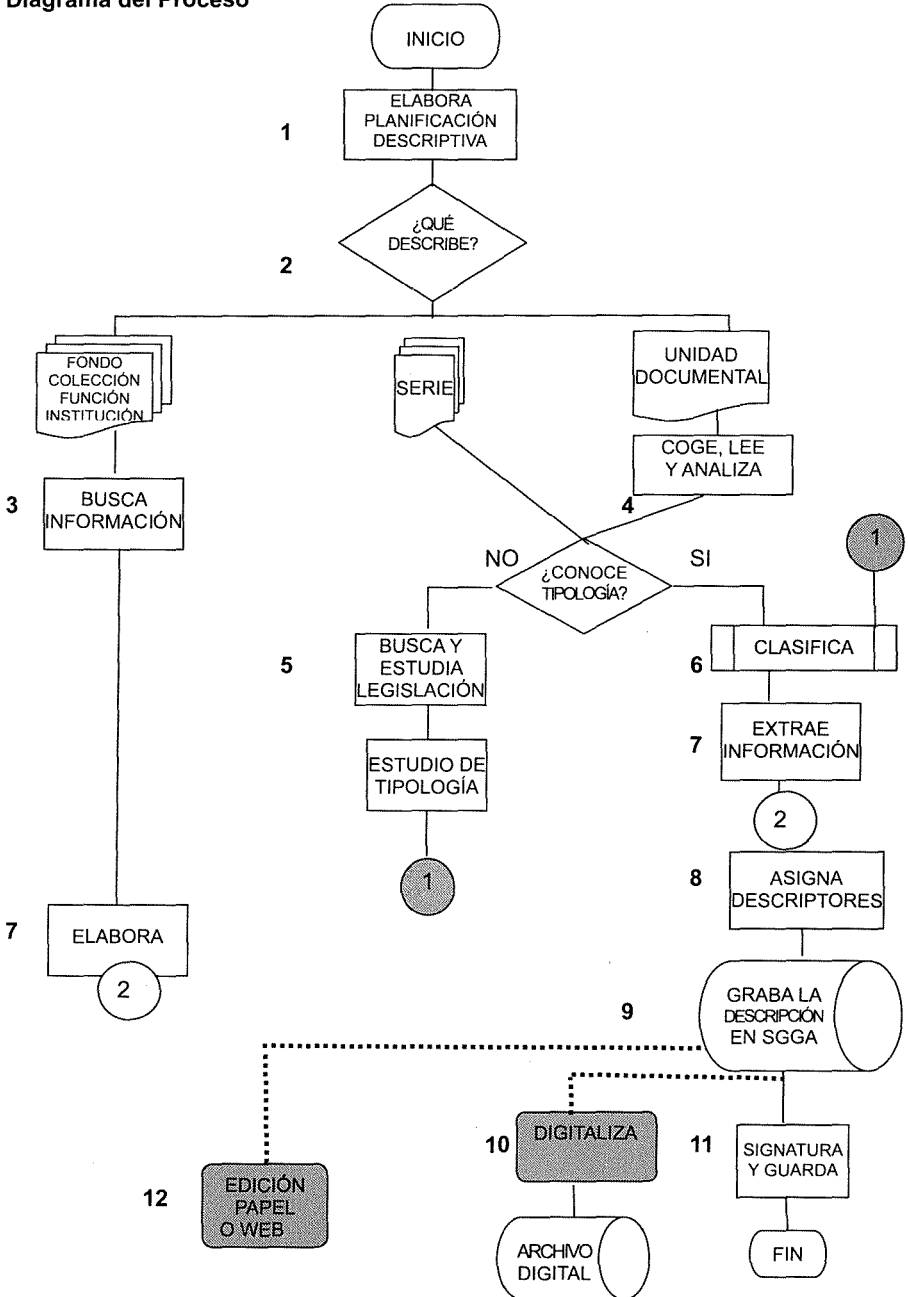 Diagrama del Proceso
INICIO
1
ELABORA
PLANIFICACIÓN
DESCRIPTIVA
2
¿QUÉ
DESCRIBE?
FONDO
COLECCIÓN
FUNCIÓN
INSTITUCIÓN
SERIE
UNIDAD
DOCUMENTAL
COGE, LEE
Y ANALIZA
3
BUSCA
INFORMACIÓN
4
NO
¿CONOCE
TIPOLOGÍA?
SI
1
5
BUSCA Y
ESTUDIA
LEGISLACIÓN
6
CLASIFICA
ESTUDIO DE
TIPOLOGÍA
7
EXTRAE
INFORMACIÓN
2
1
8
ASIGNA
DESCRIPTORES
7
ELABORA
2
9
GRABA LA
DESCRIPCIÓN
EN SGGA
10
DIGITALIZA
11
SIGNATURA
Y GUARDA
12
EDICIÓN
PAPEL
O WEB
ARCHIVO
DIGITAL
FIN